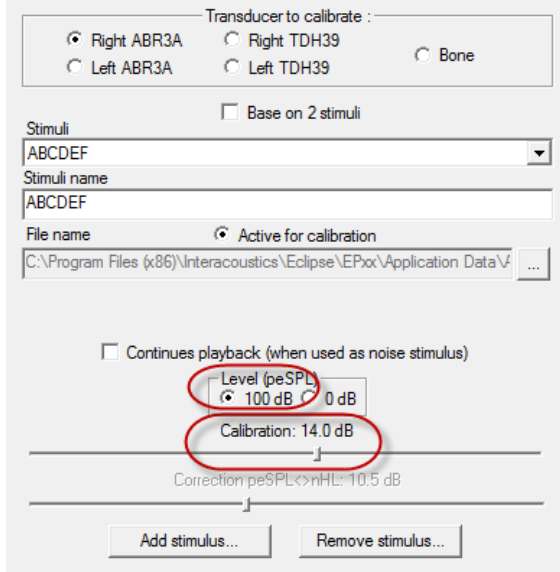 Transducer to calibrate :
Right ABR3A Right TDH39
Bone
Left ABR3A Left TDH39
Base on 2 stimuli
Stimuli
ABCDEF
Stimuli name
ABCDEF
File name Active for calibration
C:\Program Files (x86)\Interacoustics\Eclipse\EPxx\Application Data\ ...
Continues playback (when used as noise stimulus)
Level (peSPL)
100 dB 0 dB
Calibration: 14.0 dB
Correction peSPL<>nHL: 10.5 dB
Add stimulus... Remove stimulus...